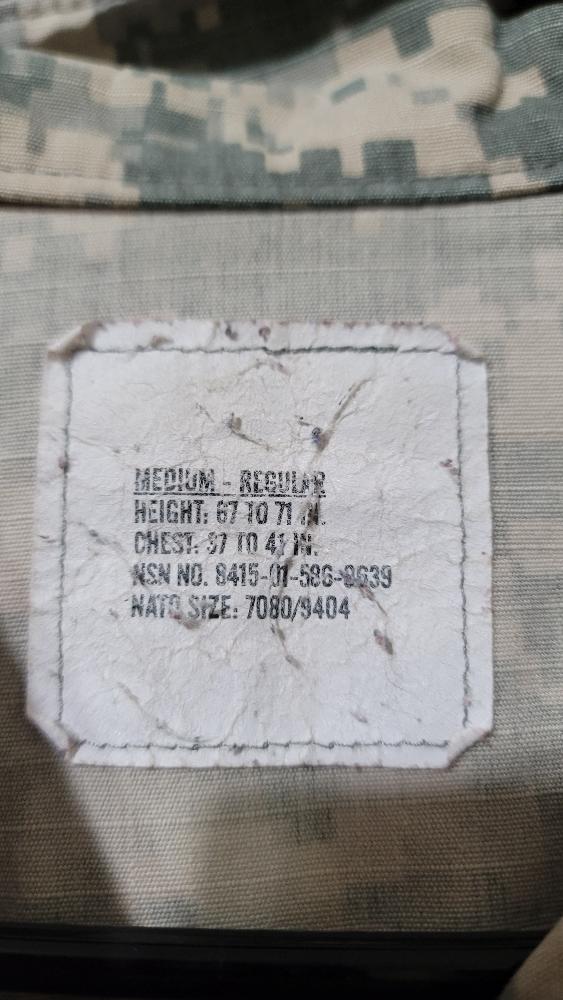 MEDIUM - REGULAR
HEIGHT: 67 TO 71 IN.
CHEST: 37 TO 41 IN.
NSN NO. 8415-01-586-8639
NATO SIZE: 7080/9404